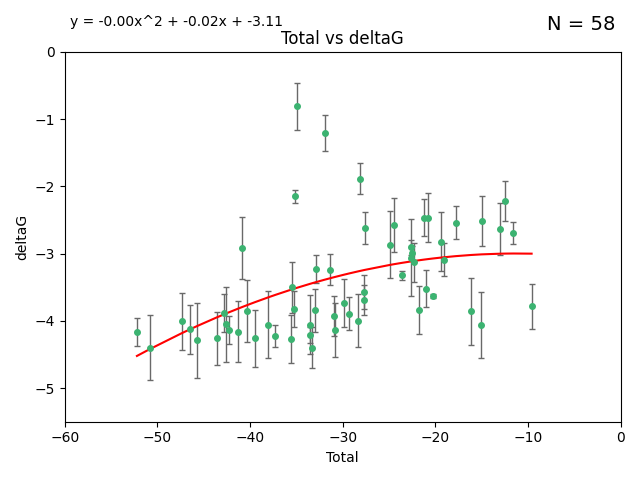 y = -0.00x^2 + -0.02x + -3.11
N = 58
Total vs deltaG
deltaG
0
−1
−2
−3
−4
−5
−60 −50 −40 −30 −20 −10 0
Total